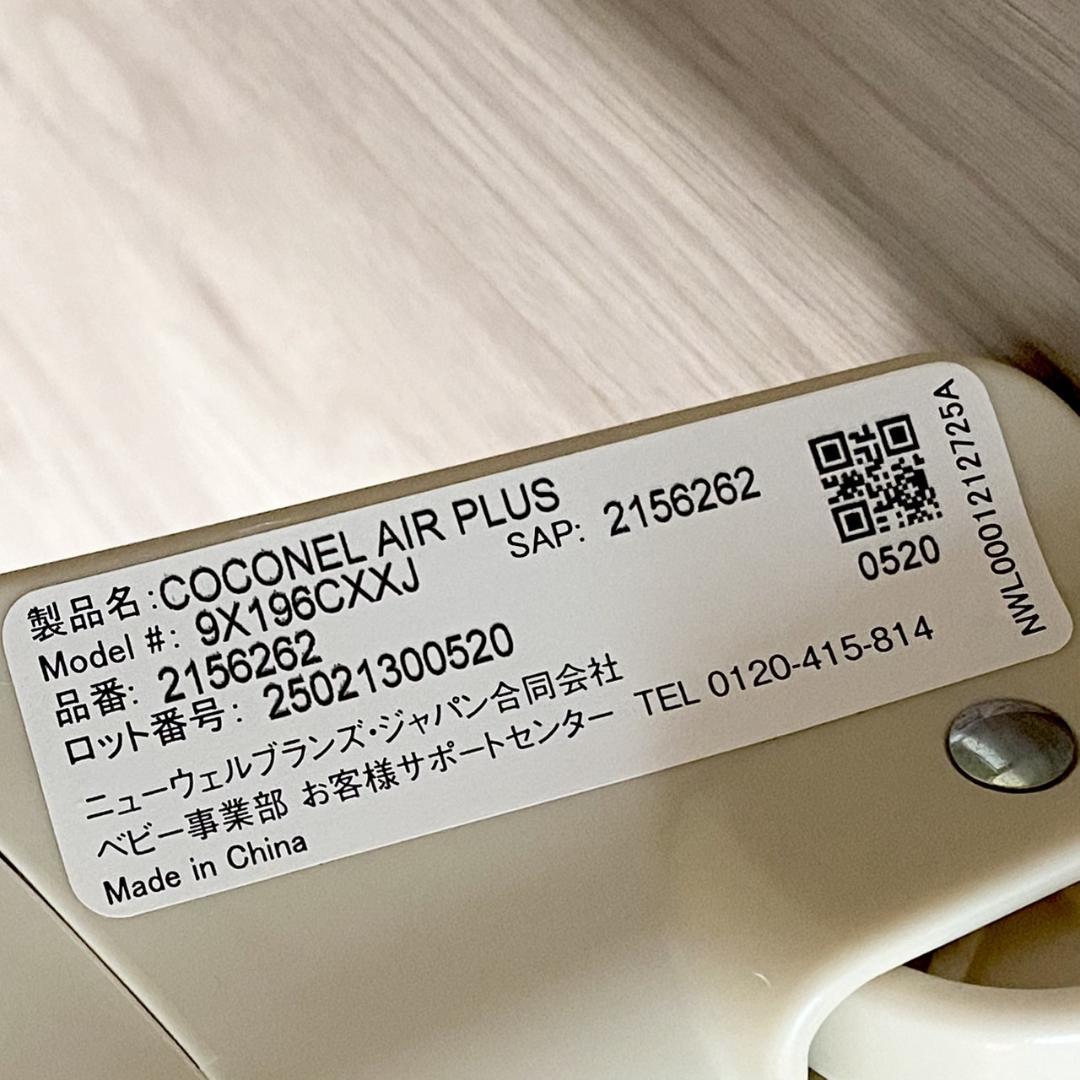 製品名:COCONEL AIR PLUS
Model #: 9X196CXXJ
SAP: 2156262
品番: 2156262
ロット番号: 25021300520
ニューウェルブランズ・ジャパン合同会社
ベビー事業部 お客様サポートセンター TEL 0120-415-814
Made in China
0520
NWL0001212725A